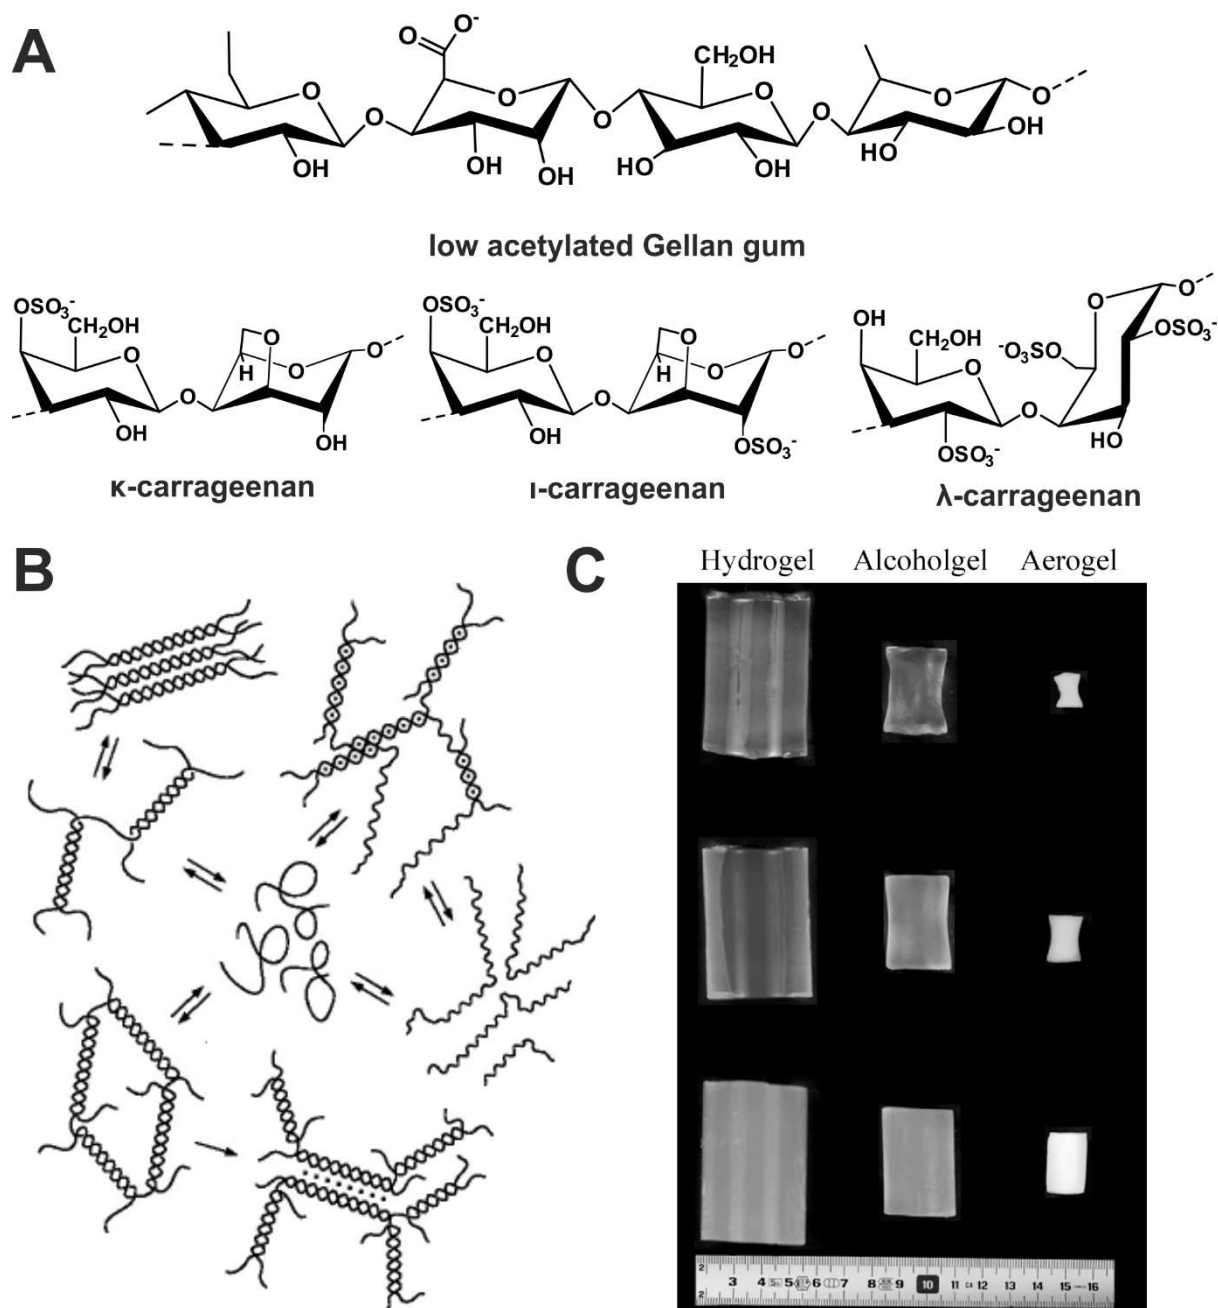 A
O O- O O CH2OH O O O
O O
OH OH OH HO OH HO OH
low acetylated Gellan gum
OSO3- CH2OH O O O O O H OH OH
OSO3- CH2OH O O O O O H OH OSO3-
OH CH2OH O O O -O3SO OSO3- O HO OSO3-
κ-carrageenan
ι-carrageenan
λ-carrageenan
B
C
Hydrogel Alcoholgel Aerogel
2 3 4 5 6 7 8 9 10 11 12 13 14 15 16
2